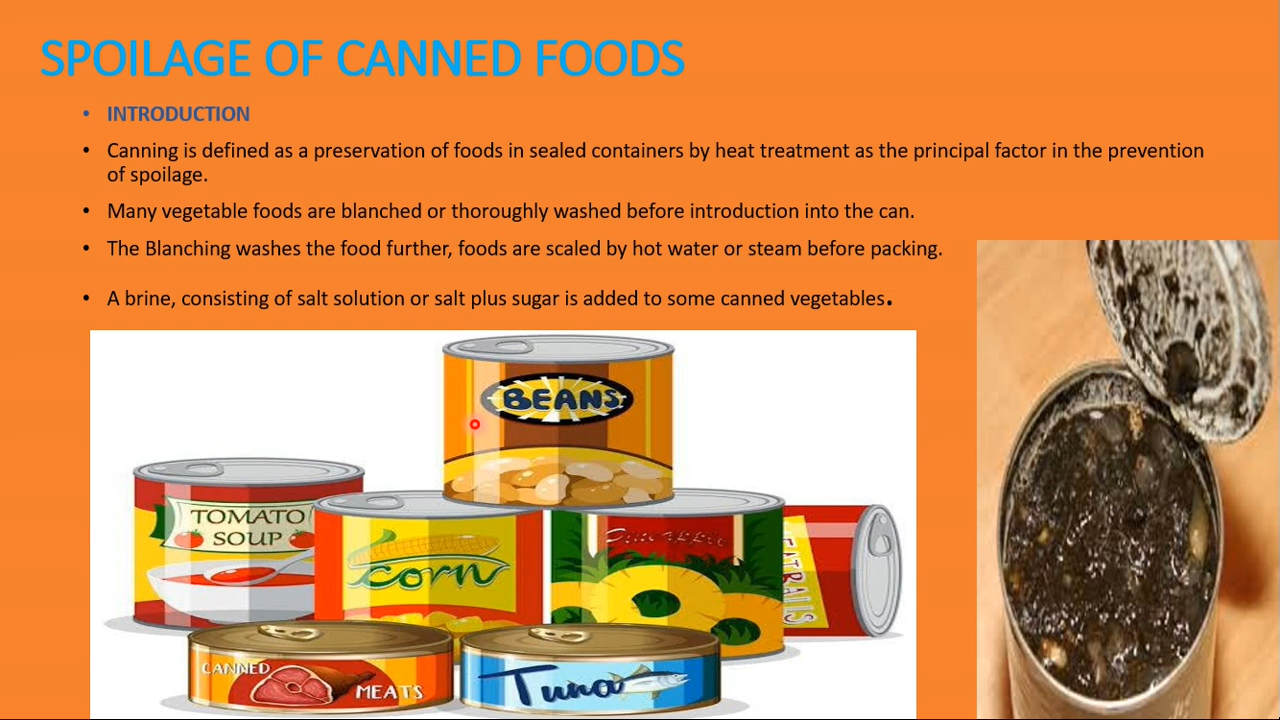 SPOILAGE OF CANNED FOODS
• INTRODUCTION
• Canning is defined as a preservation of foods in sealed containers by heat treatment as the principal factor in the prevention
of spoilage.
• Many vegetable foods are blanched or thoroughly washed before introduction into the can.
• The Blanching washes the food further, foods are scaled by hot water or steam before packing.
• A brine, consisting of salt solution or salt plus sugar is added to some canned vegetables.
BEANS
TOMATO
SOUP
corn
CANNED
MEATS
Tuna